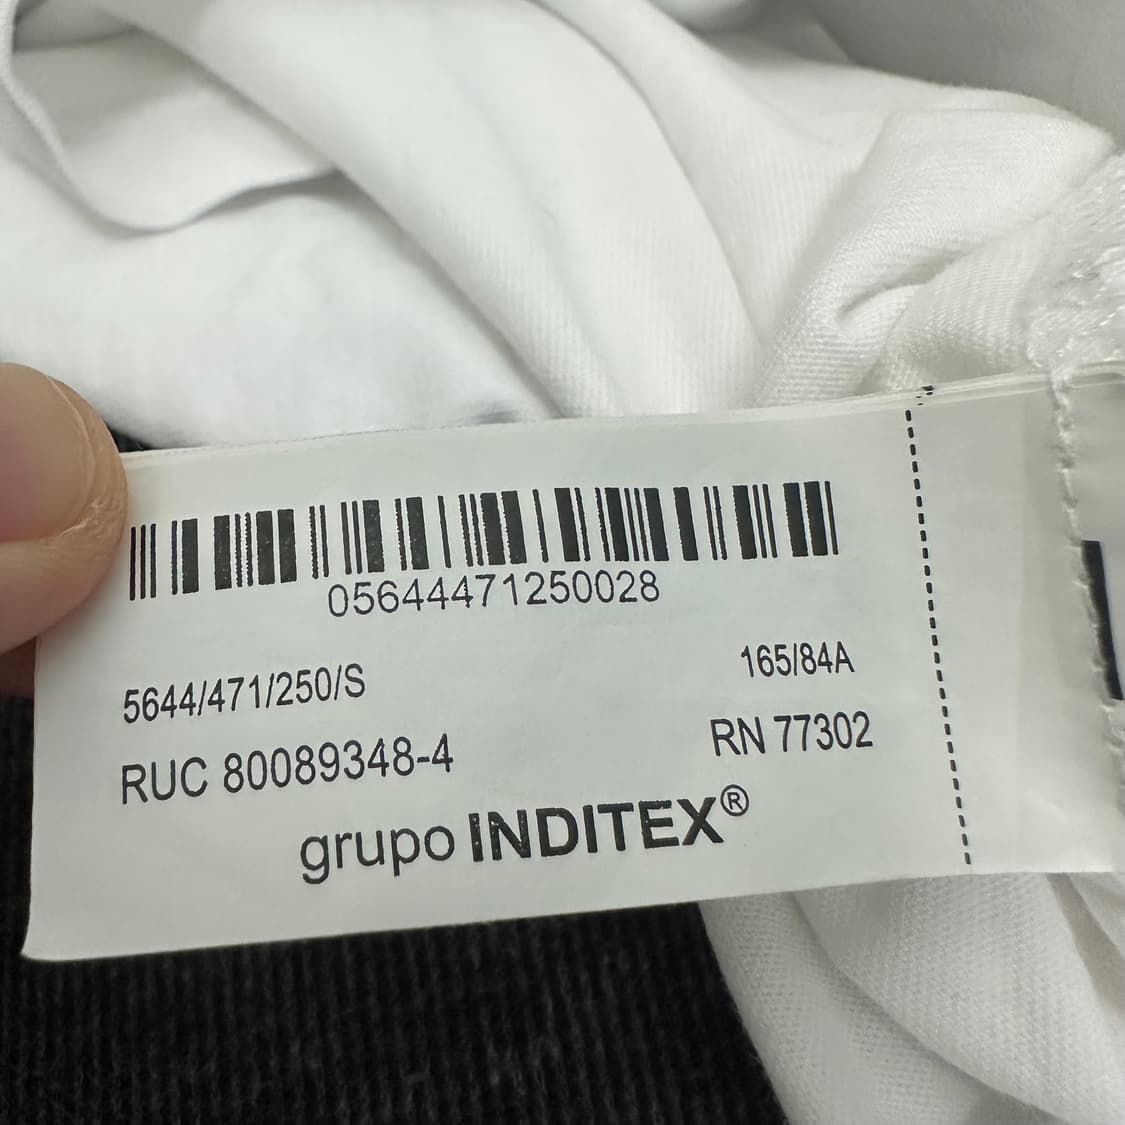 05644471250028
5644/471/250/S
165/84A
RUC 80089348-4
RN 77302
grupo INDITEX®